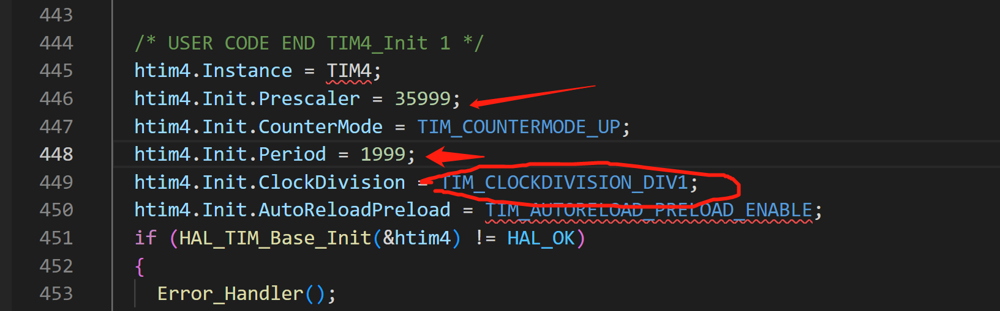 443
444 /* USER CODE END TIM4_Init 1 */
445 htim4.Instance = TIM4;
446 htim4.Init.Prescaler = 35999;
447 htim4.Init.CounterMode = TIM_COUNTERMODE_UP;
448 htim4.Init.Period = 1999;
449 htim4.Init.ClockDivision = TIM_CLOCKDIVISION_DIV1;
450 htim4.Init.AutoReloadPreload = TIM_AUTORELOAD_PRELOAD_ENABLE;
451 if (HAL_TIM_Base_Init(&htim4) != HAL_OK)
452 {
453 Error_Handler();